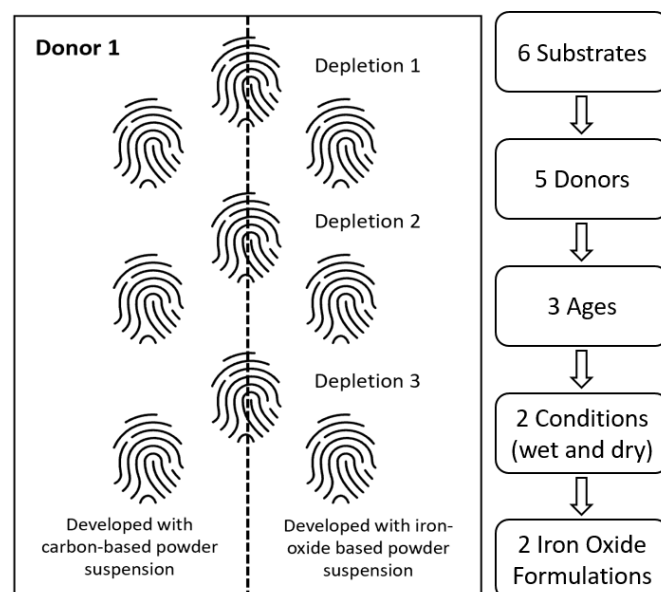 Donor 1
Depletion 1
Depletion 2
Depletion 3
Developed with
carbon-based powder
suspension
Developed with iron-
oxide based powder
suspension
6 Substrates
5 Donors
3 Ages
2 Conditions
(wet and dry)
2 Iron Oxide
Formulations